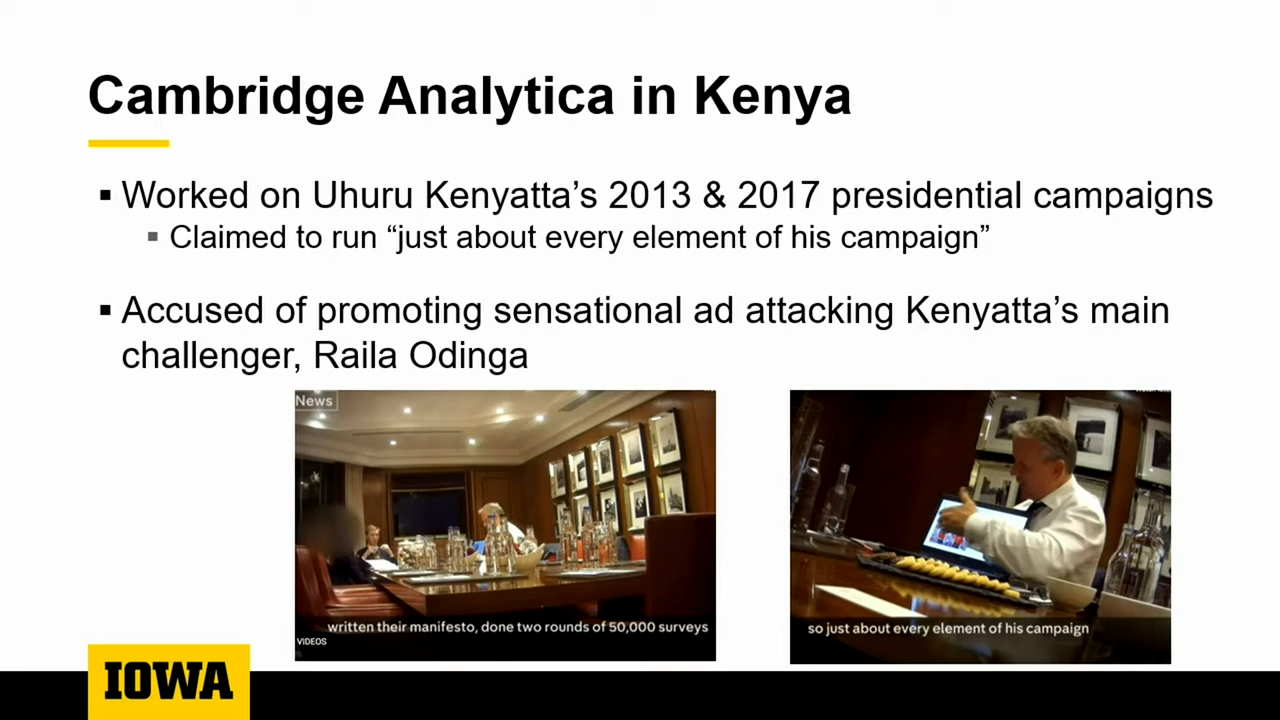 Cambridge Analytica in Kenya
▪ Worked on Uhuru Kenyatta’s 2013 & 2017 presidential campaigns
▪ Claimed to run “just about every element of his campaign”
▪ Accused of promoting sensational ad attacking Kenyatta’s main
challenger, Raila Odinga
News
written their manifesto, done two rounds of 50,000 surveys
VIDEOS
so just about every element of his campaign
IOWA